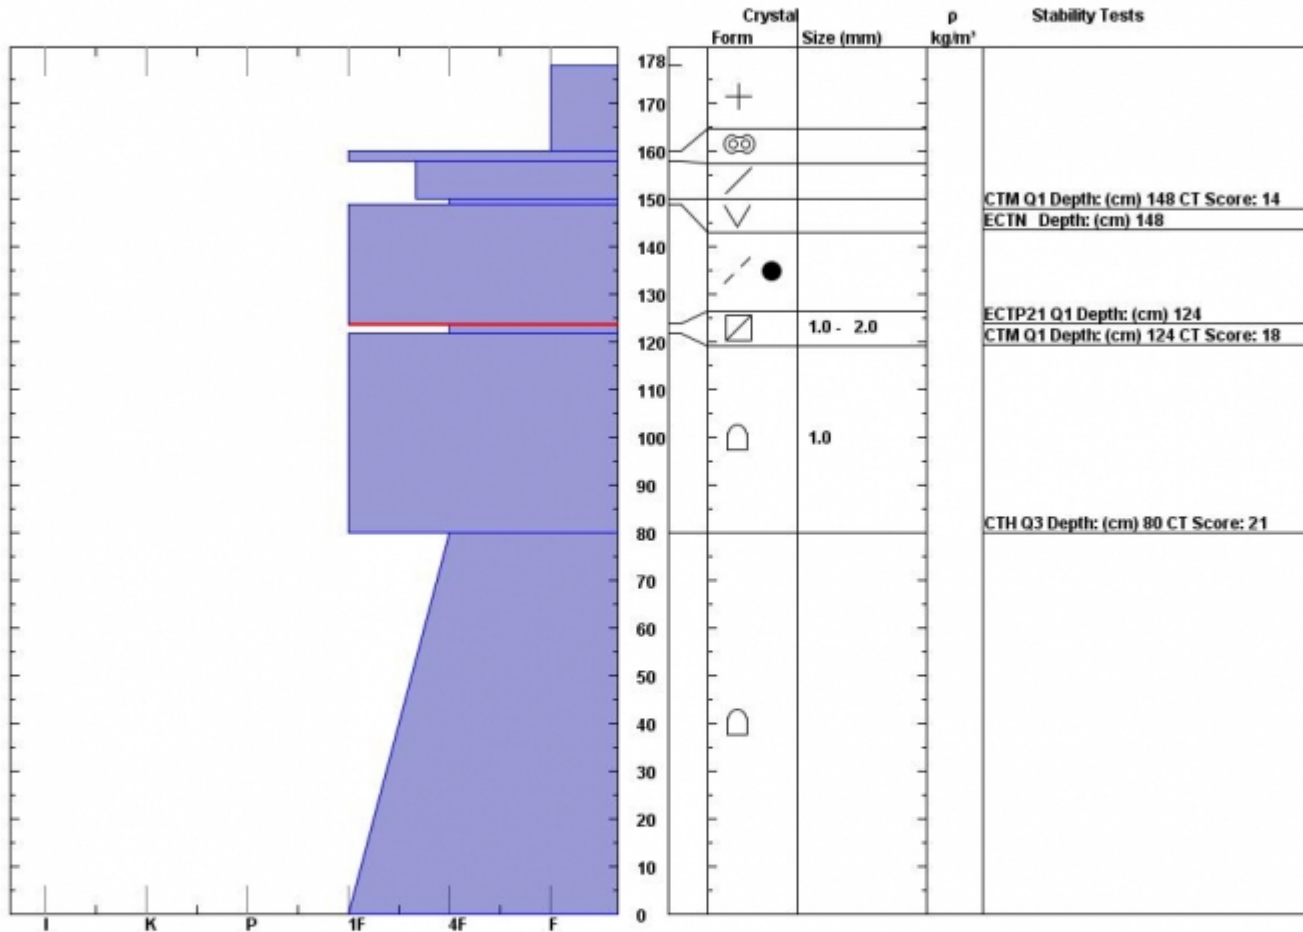 Crystal ρ Stability Tests
Form Size (mm) kg/m³
178
170
160
150
CTM Q1 Depth: (cm) 148 CT Score: 14
ECTN Depth: (cm) 148
140
130
ECTP21 Q1 Depth: (cm) 124
1.0 - 2.0
CTM Q1 Depth: (cm) 124 CT Score: 18
120
110
100 1.0
90
CTH Q3 Depth: (cm) 80 CT Score: 21
80
70
60
50
40
30
20
10
0
I K P 1F 4F F